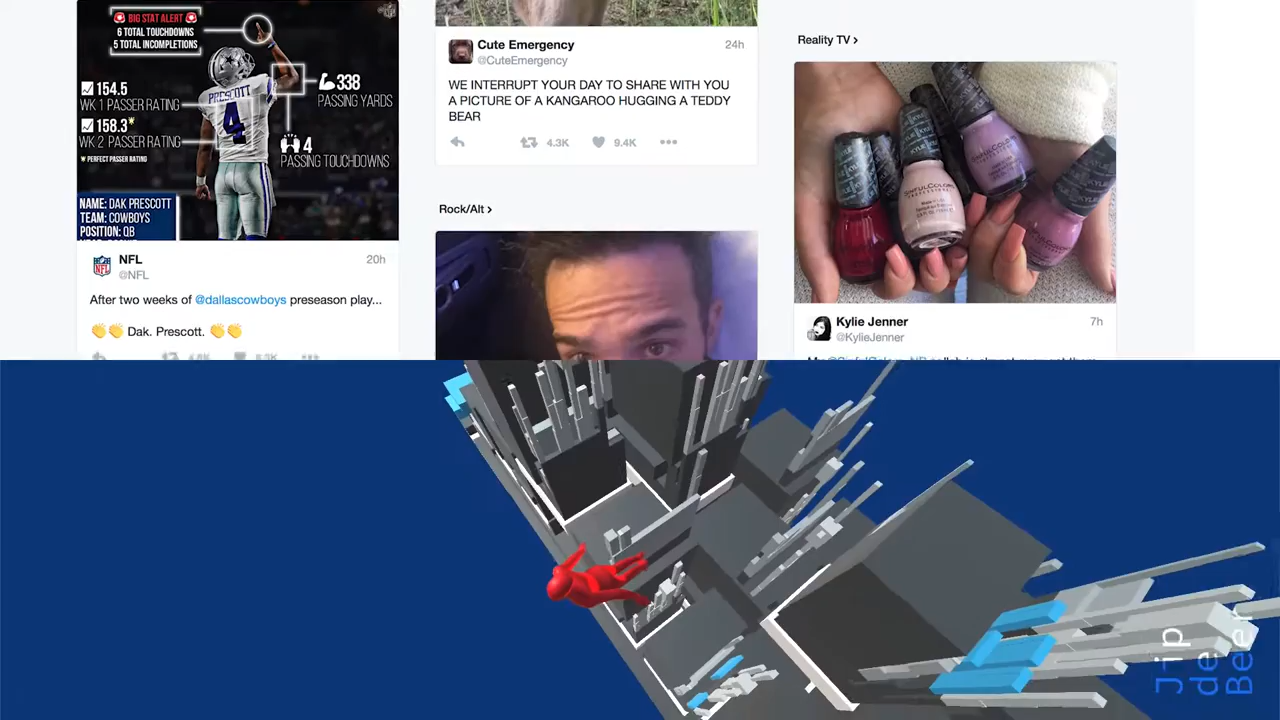 BIG STAT ALERT
6 TOTAL TOUCHDOWNS
5 TOTAL INCOMPLETIONS
154.5
WK 1 PASSER RATING
158.3*
WK 2 PASSER RATING
* PERFECT PASSER RATING
338
PASSING YARDS
4
PASSING TOUCHDOWNS
PRESCOTT
4
NAME: DAK PRESCOTT
TEAM: COWBOYS
POSITION: QB
NFL
@NFL
20h
After two weeks of @dallascowboys preseason play...
👏👏 Dak. Prescott. 👏👏
Cute Emergency
@CuteEmergency
24h
WE INTERRUPT YOUR DAY TO SHARE WITH YOU
A PICTURE OF A KANGAROO HUGGING A TEDDY
BEAR
4.3K
9.4K
Rock/Alt >
Reality TV >
SINFULCOLORS
Kylie Jenner
@KylieJenner
7h
Jip
de
Beer